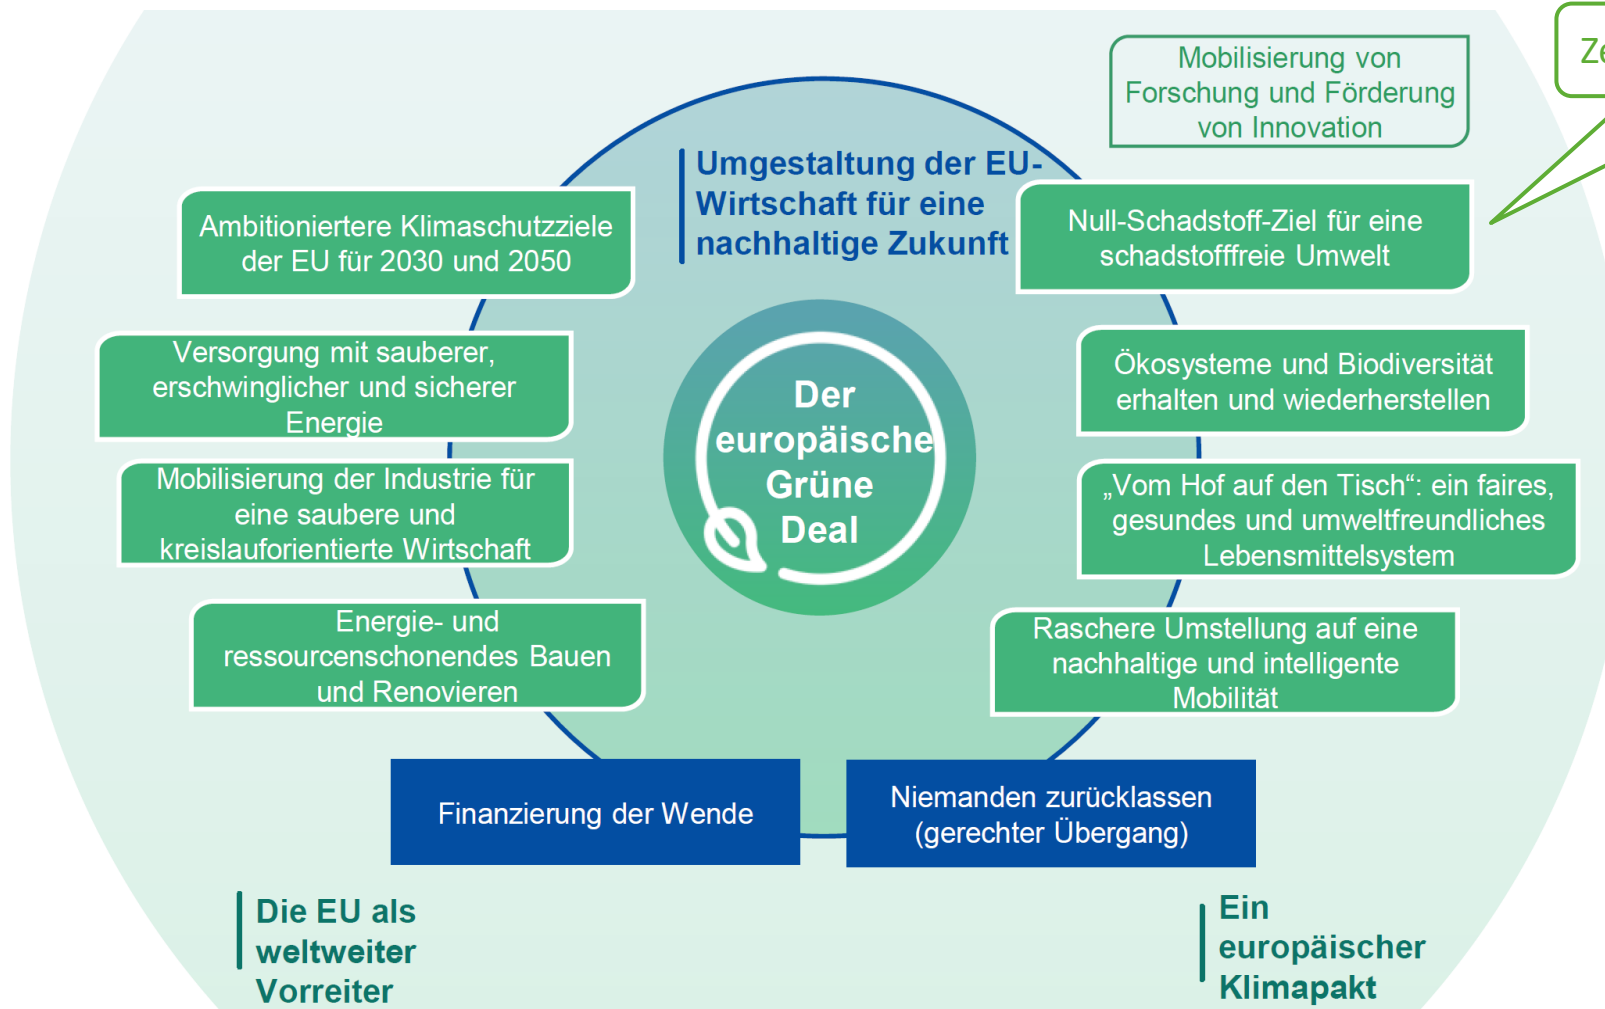 Mobilisierung von
Forschung und Förderung
von Innovation
Umgestaltung der EU-
Wirtschaft für eine
nachhaltige Zukunft
Ambitioniertere Klimaschutzziele
der EU für 2030 und 2050
Null-Schadstoff-Ziel für eine
schadstofffreie Umwelt
Versorgung mit sauberer,
erschwinglicher und sicherer
Energie
Ökosysteme und Biodiversität
erhalten und wiederherstellen
Der
europäische
Grüne
Deal
Mobilisierung der Industrie für
eine saubere und
kreislauforientierte Wirtschaft
„Vom Hof auf den Tisch“: ein faires,
gesundes und umweltfreundliches
Lebensmittelsystem
Energie- und
ressourcenschonendes Bauen
und Renovieren
Raschere Umstellung auf eine
nachhaltige und intelligente
Mobilität
Finanzierung der Wende
Niemanden zurücklassen
(gerechter Übergang)
Die EU als
weltweiter
Vorreiter
Ein
europäischer
Klimapakt